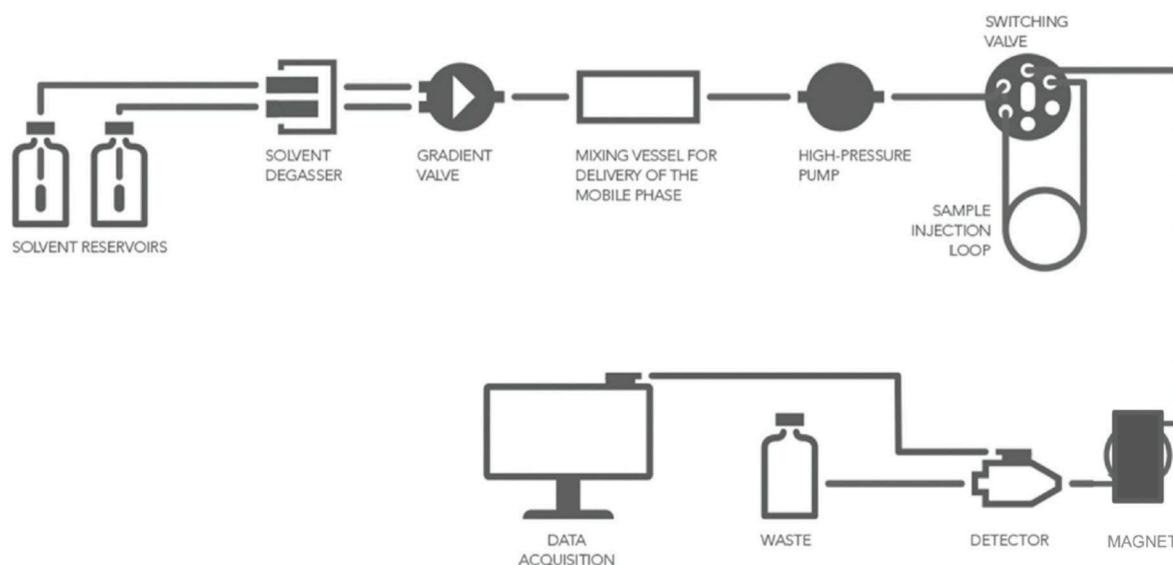 SWITCHING
VALVE
SOLVENT
DEGASSER
GRADIENT
VALVE
MIXING VESSEL FOR
DELIVERY OF THE
MOBILE PHASE
HIGH-PRESSURE
PUMP
SAMPLE
INJECTION
LOOP
SOLVENT RESERVOIRS
DATA
ACQUISITION
WASTE
DETECTOR
MAGNET